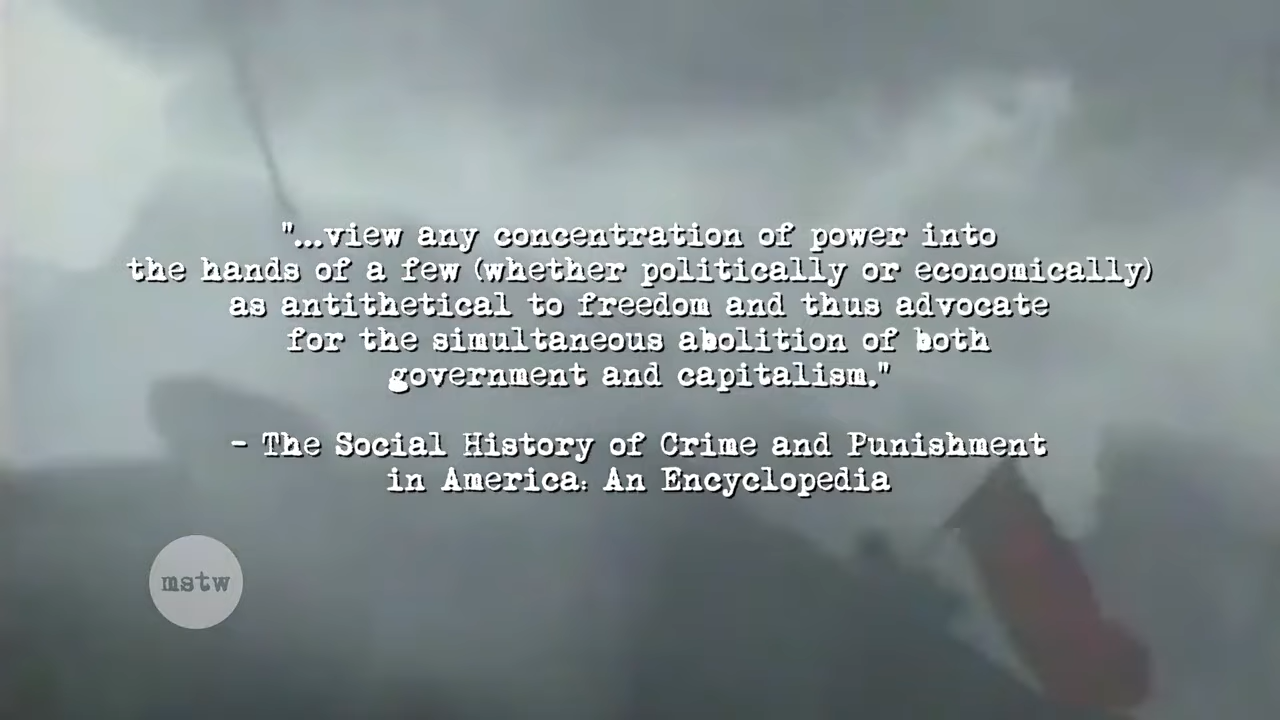 "...view any concentration of power into
the hands of a few (whether politically or economically)
as antithetical to freedom and thus advocate
for the simultaneous abolition of both
government and capitalism."
- The Social History of Crime and Punishment
in America: An Encyclopedia
mstw